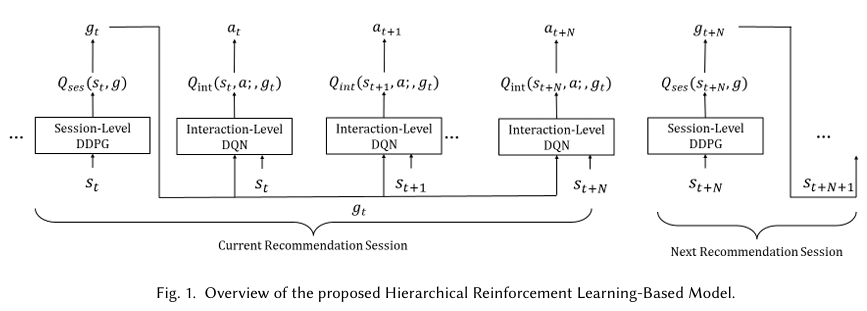 g_t
a_t
a_{t+1}
a_{t+N}
g_{t+N}
Q_{ses}(s_t, g)
Q_{int}(s_t, a; , g_t)
Q_{int}(s_{t+1}, a; , g_t)
Q_{int}(s_{t+N}, a; , g_t)
Q_{ses}(s_{t+N}, g)
...
Session-Level
DDPG
Interaction-Level
DQN
Interaction-Level
DQN
...
Interaction-Level
DQN
Session-Level
DDPG
...
s_t
s_t
s_{t+1}
s_{t+N}
s_{t+N}
s_{t+N+1}
g_t
Current Recommendation Session
Next Recommendation Session
Fig. 1. Overview of the proposed Hierarchical Reinforcement Learning-Based Model.